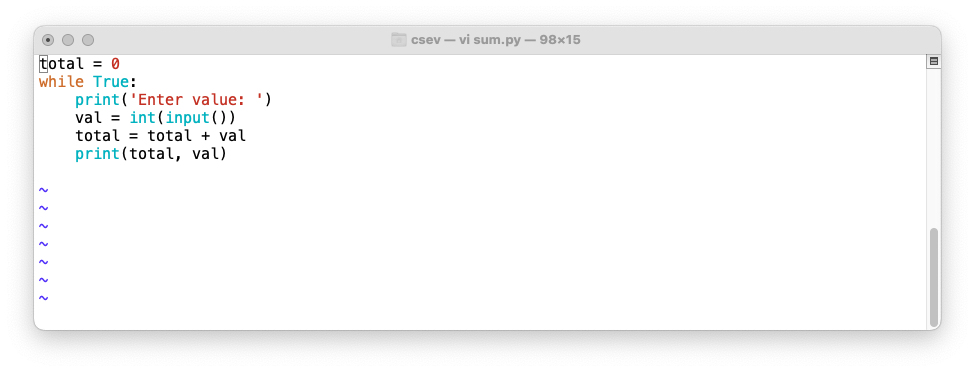 csev — vi sum.py — 98×15
total = 0
while True:
    print('Enter value: ')
    val = int(input())
    total = total + val
    print(total, val)

~
~
~
~
~
~
~